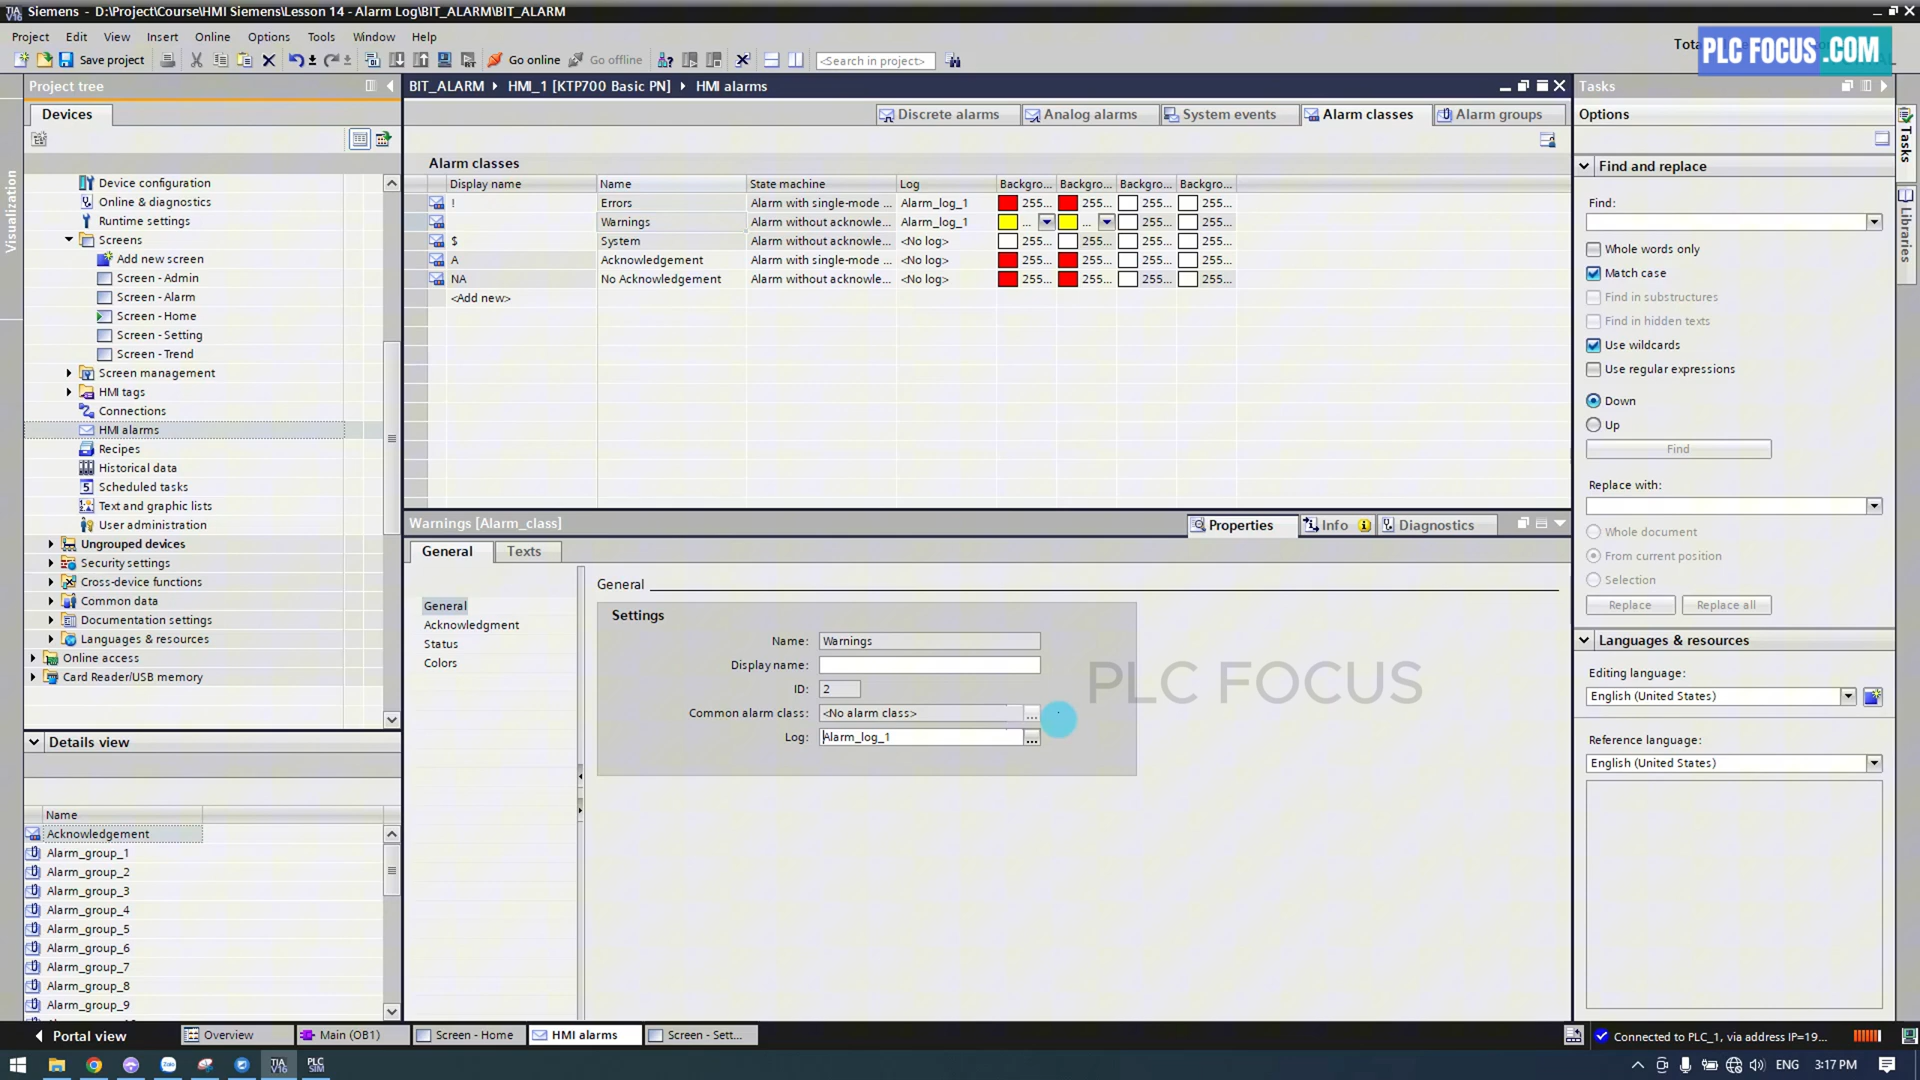 Siemens - D:\Project\Course\HMI Siemens\Lesson 14 - Alarm Log\BIT_ALARM\BIT_ALARM
Project Edit View Insert Online Options Tools Window Help
PLC FOCUS .COM
Save project
Go online Go offline
<Search in project>
Project tree
BIT_ALARM HMI_1 [KTP700 Basic PN] HMI alarms
Tasks
Devices
Discrete alarms Analog alarms System events Alarm classes Alarm groups
Options
Visualization
Tasks
Libraries
Device configuration
Online & diagnostics
Runtime settings
Screens
Add new screen
Screen - Admin
Screen - Alarm
Screen - Home
Screen - Setting
Screen - Trend
Screen management
HMI tags
Connections
HMI alarms
Recipes
Historical data
Scheduled tasks
Text and graphic lists
User administration
Ungrouped devices
Security settings
Cross-device functions
Common data
Documentation settings
Languages & resources
Online access
Card Reader/USB memory
Details view
Name
Acknowledgement
Alarm_group_1
Alarm_group_2
Alarm_group_3
Alarm_group_4
Alarm_group_5
Alarm_group_6
Alarm_group_7
Alarm_group_8
Alarm_group_9
Alarm classes
Display name Name State machine Log Backgro... Backgro... Backgro... Backgro...
! Errors Alarm with single-mode ... Alarm_log_1 255... 255... 255... 255...
Warnings Alarm without acknowle... Alarm_log_1 ... ... 255... 255...
$ System Alarm without acknowle... <No log> 255... 255... 255... 255...
A Acknowledgement Alarm with single-mode ... <No log> 255... 255... 255... 255...
NA No Acknowledgement Alarm without acknowle... <No log> 255... 255... 255... 255...
<Add new>
Warnings [Alarm_class]
Properties Info Diagnostics
General Texts
General
Acknowledgment
Status
Colors
General
Settings
Name: Warnings
Display name:
ID: 2
Common alarm class: <No alarm class> ...
Log: Alarm_log_1 ...
PLC FOCUS
Find and replace
Find:
Whole words only
Match case
Find in substructures
Find in hidden texts
Use wildcards
Use regular expressions
Down
Up
Find
Replace with:
Whole document
From current position
Selection
Replace Replace all
Languages & resources
Editing language:
English (United States)
Reference language:
English (United States)
Portal view Overview Main (OB1) Screen - Home HMI alarms Screen - Sett...
Connected to PLC_1, via address IP=19...
TIA V16 PLC SIM
ENG 3:17 PM